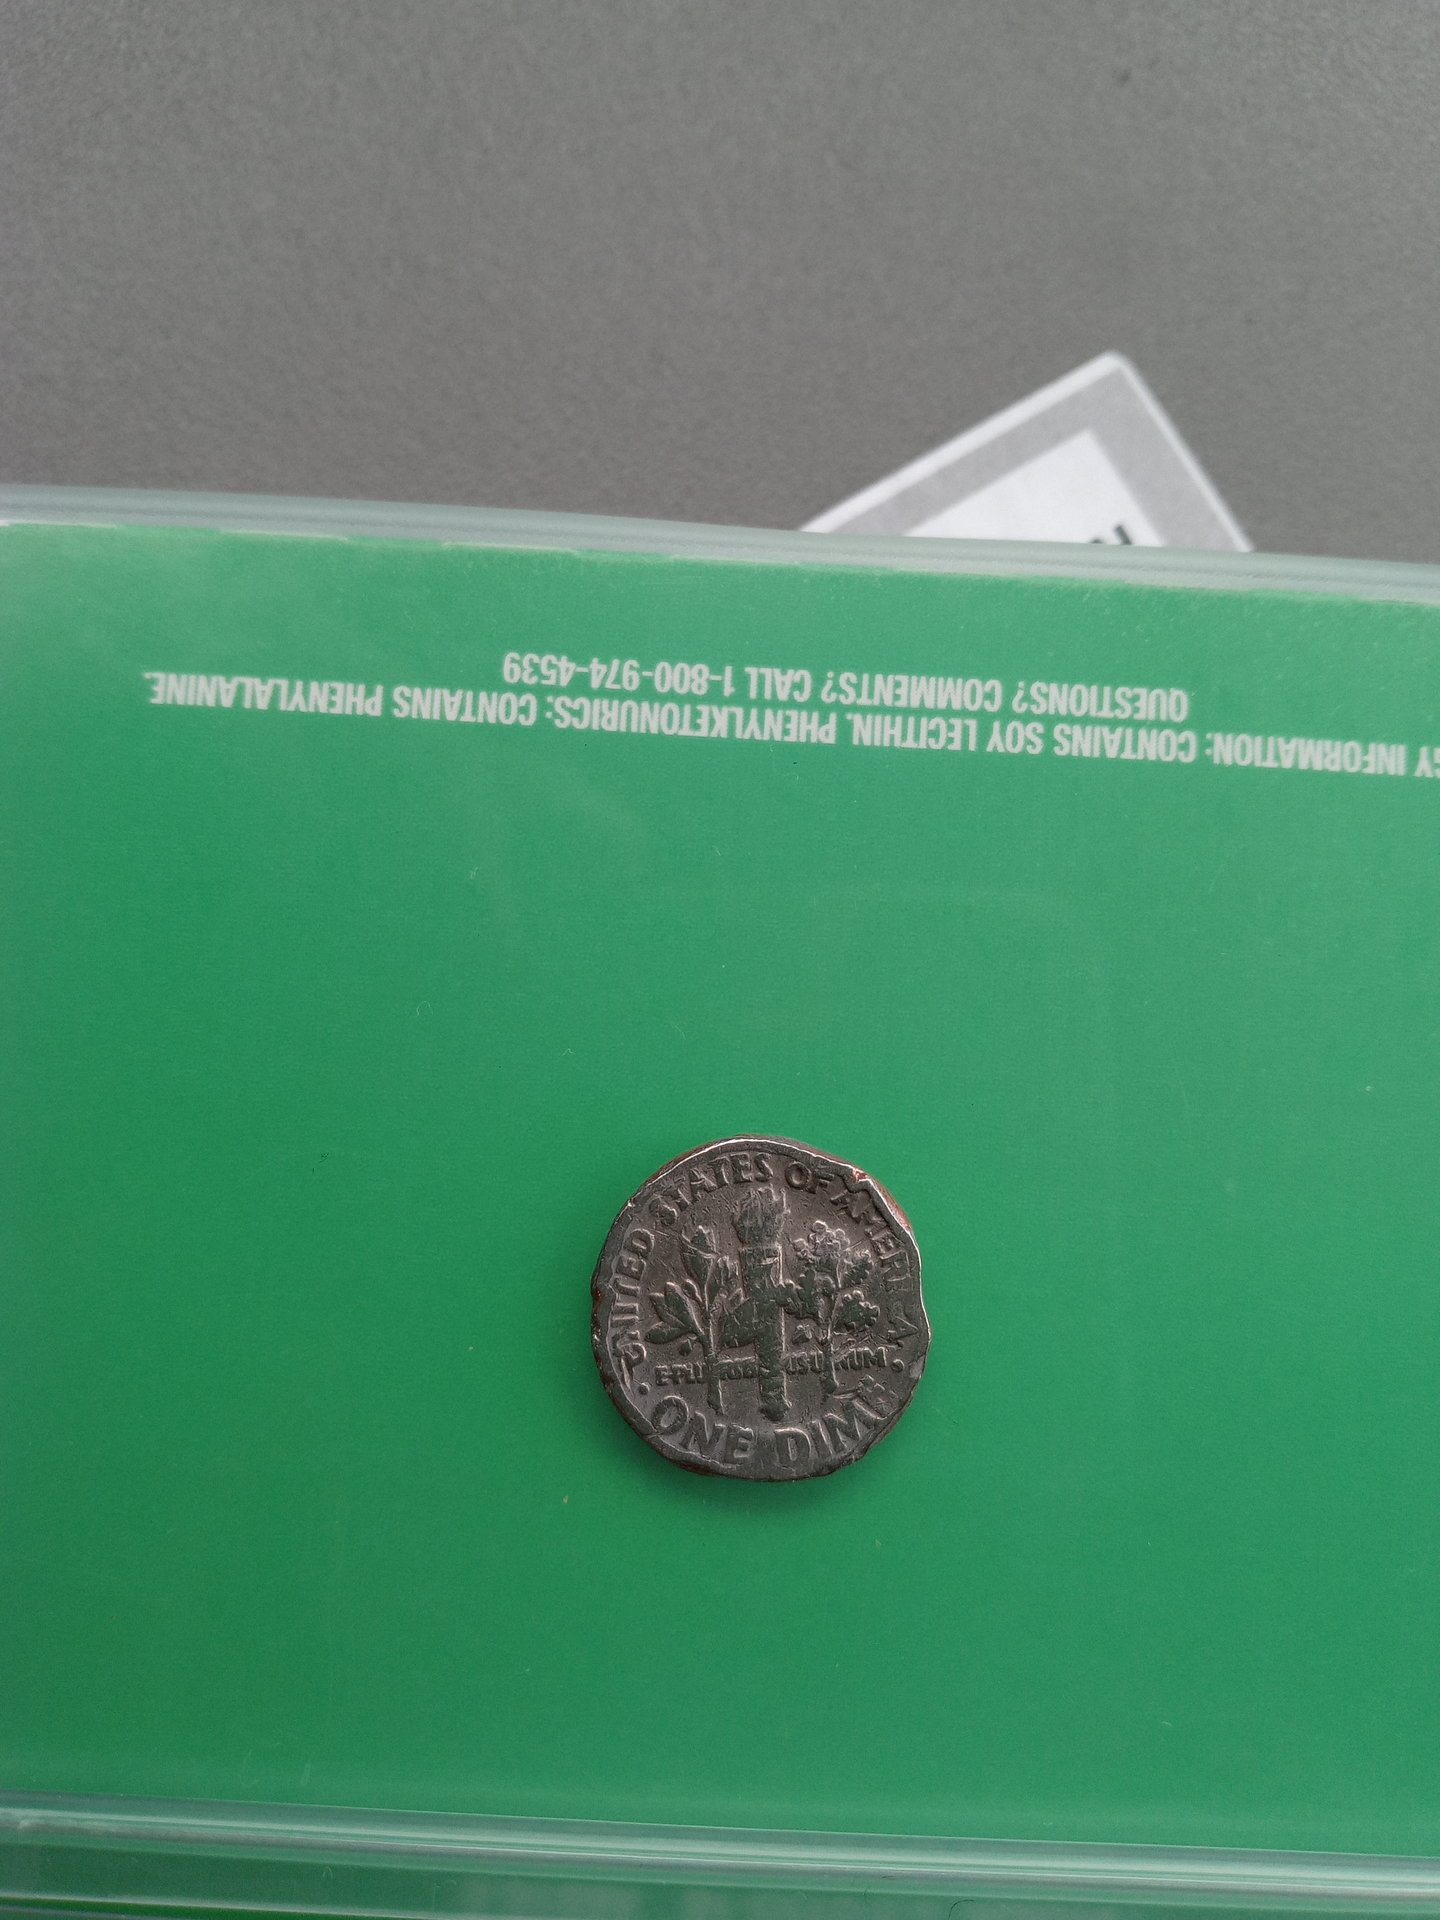 GY INFORMATION: CONTAINS SOY LECITHIN. PHENYLKETONURICS: CONTAINS PHENYLALANINE.
QUESTIONS? COMMENTS? CALL 1-800-974-4539
UNITED STATES OF AMERICA
E PLURIBUS UNUM
ONE DIME